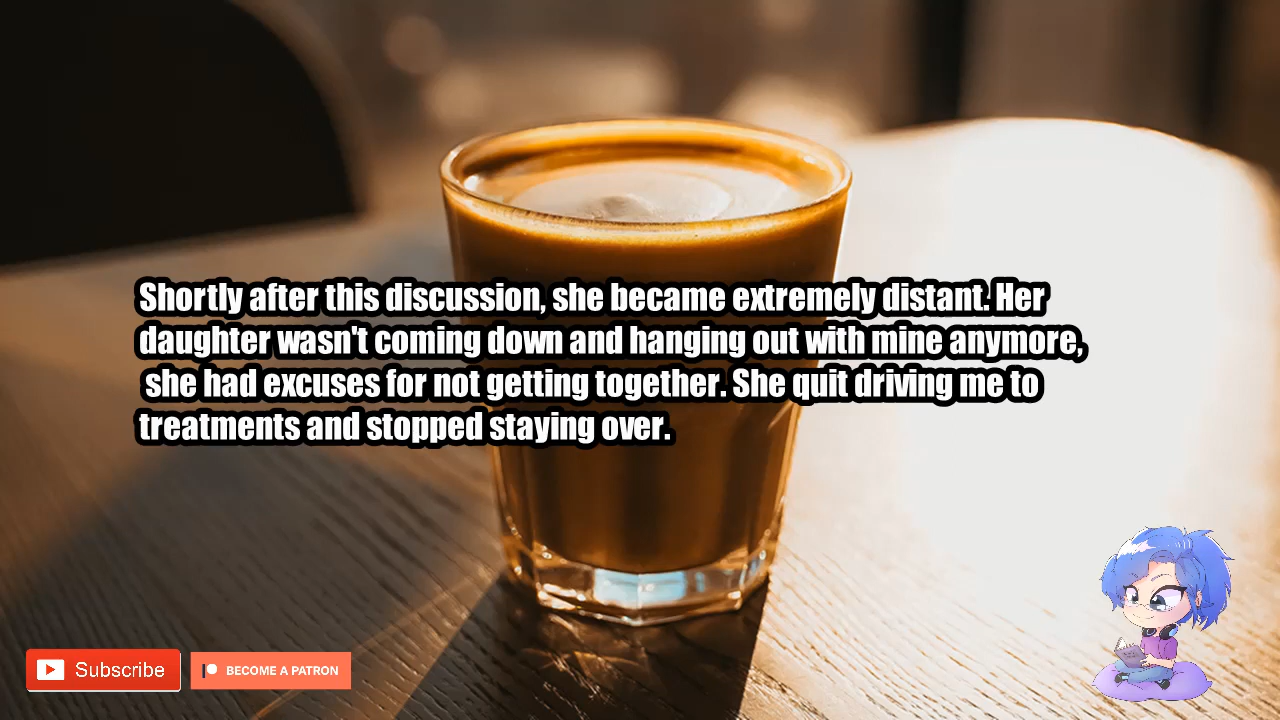 Shortly after this discussion, she became extremely distant. Her
daughter wasn't coming down and hanging out with mine anymore,
she had excuses for not getting together. She quit driving me to
treatments and stopped staying over.
Subscribe
BECOME A PATRON